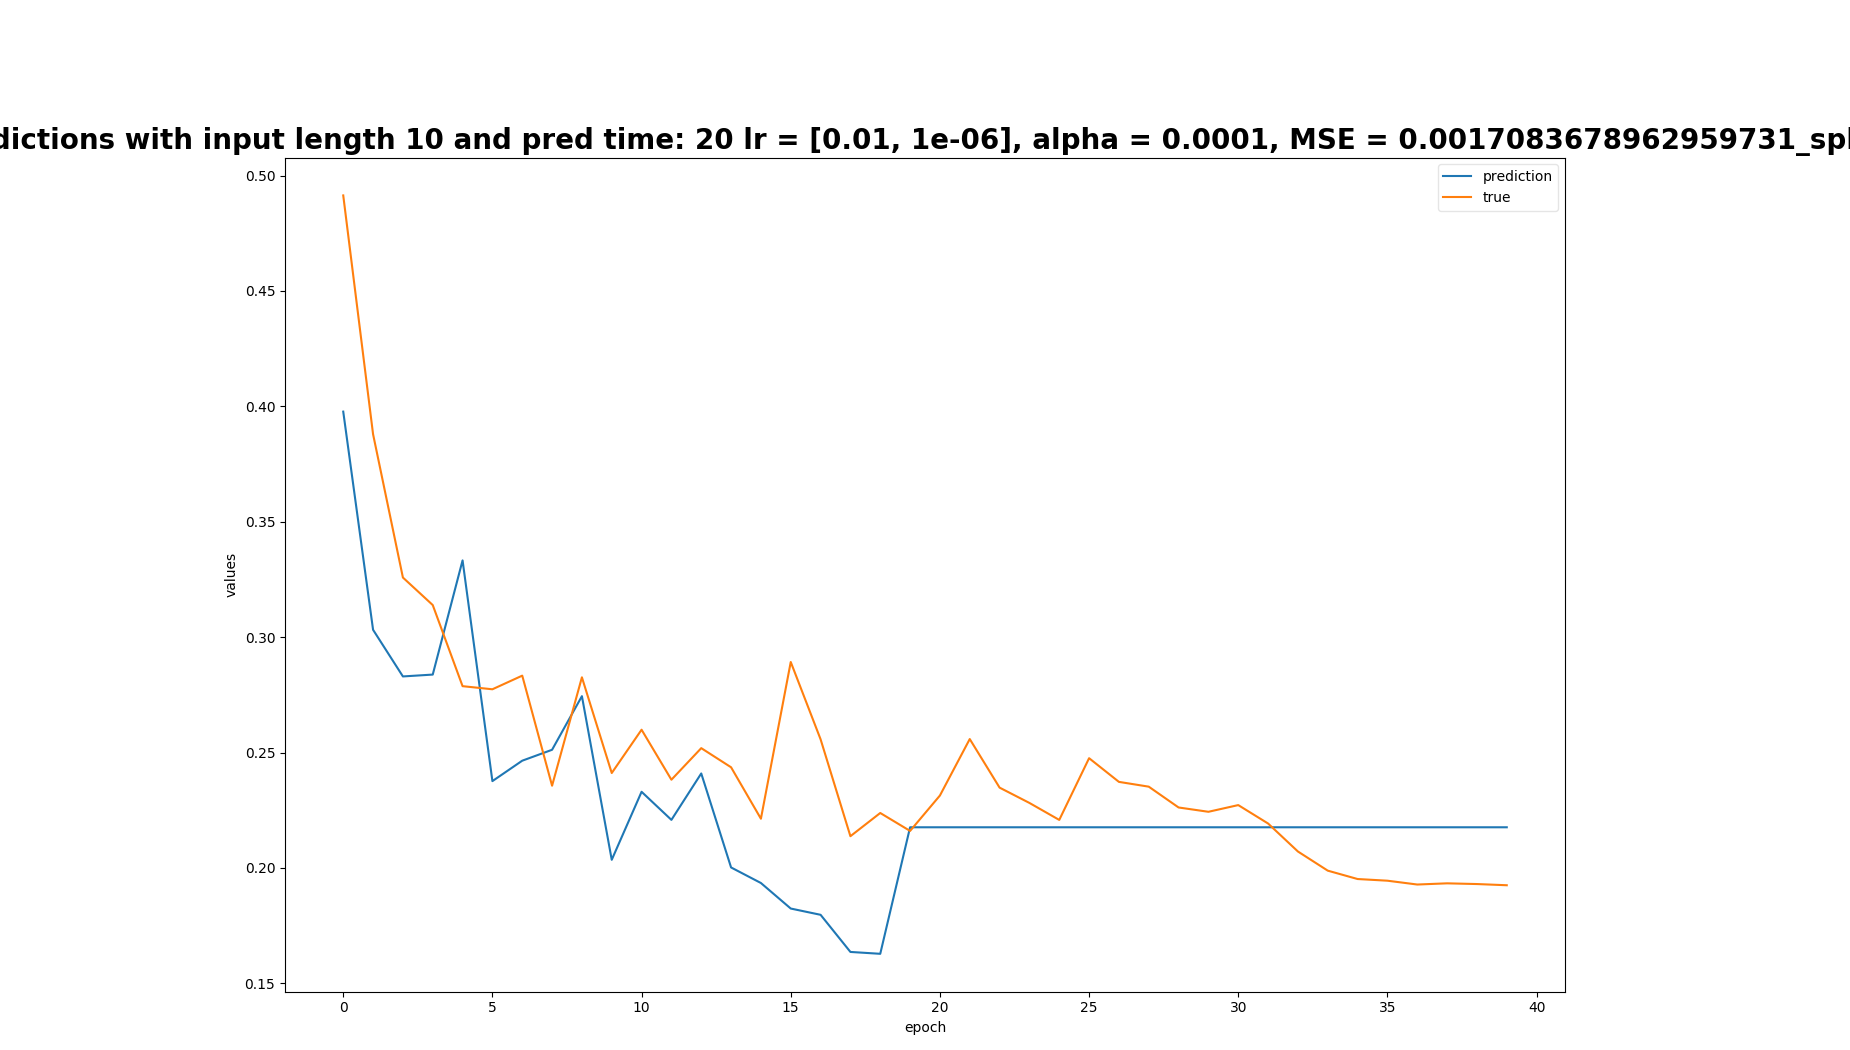 dictions with input length 10 and pred time: 20 lr = [0.01, 1e-06], alpha = 0.0001, MSE = 0.0017083678962959731_spl
prediction
true
0.50
0.45
0.40
0.35
0.30
0.25
0.20
0.15
values
0 5 10 15 20 25 30 35 40
epoch